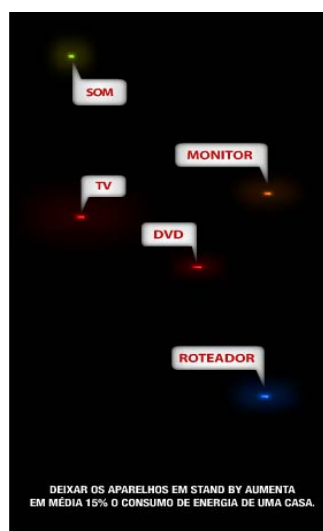 SOM
MONITOR
TV
DVD
ROTEADOR
DEIXAR OS APARELHOS EM STAND BY AUMENTA
EM MÉDIA 15% O CONSUMO DE ENERGIA DE UMA CASA.